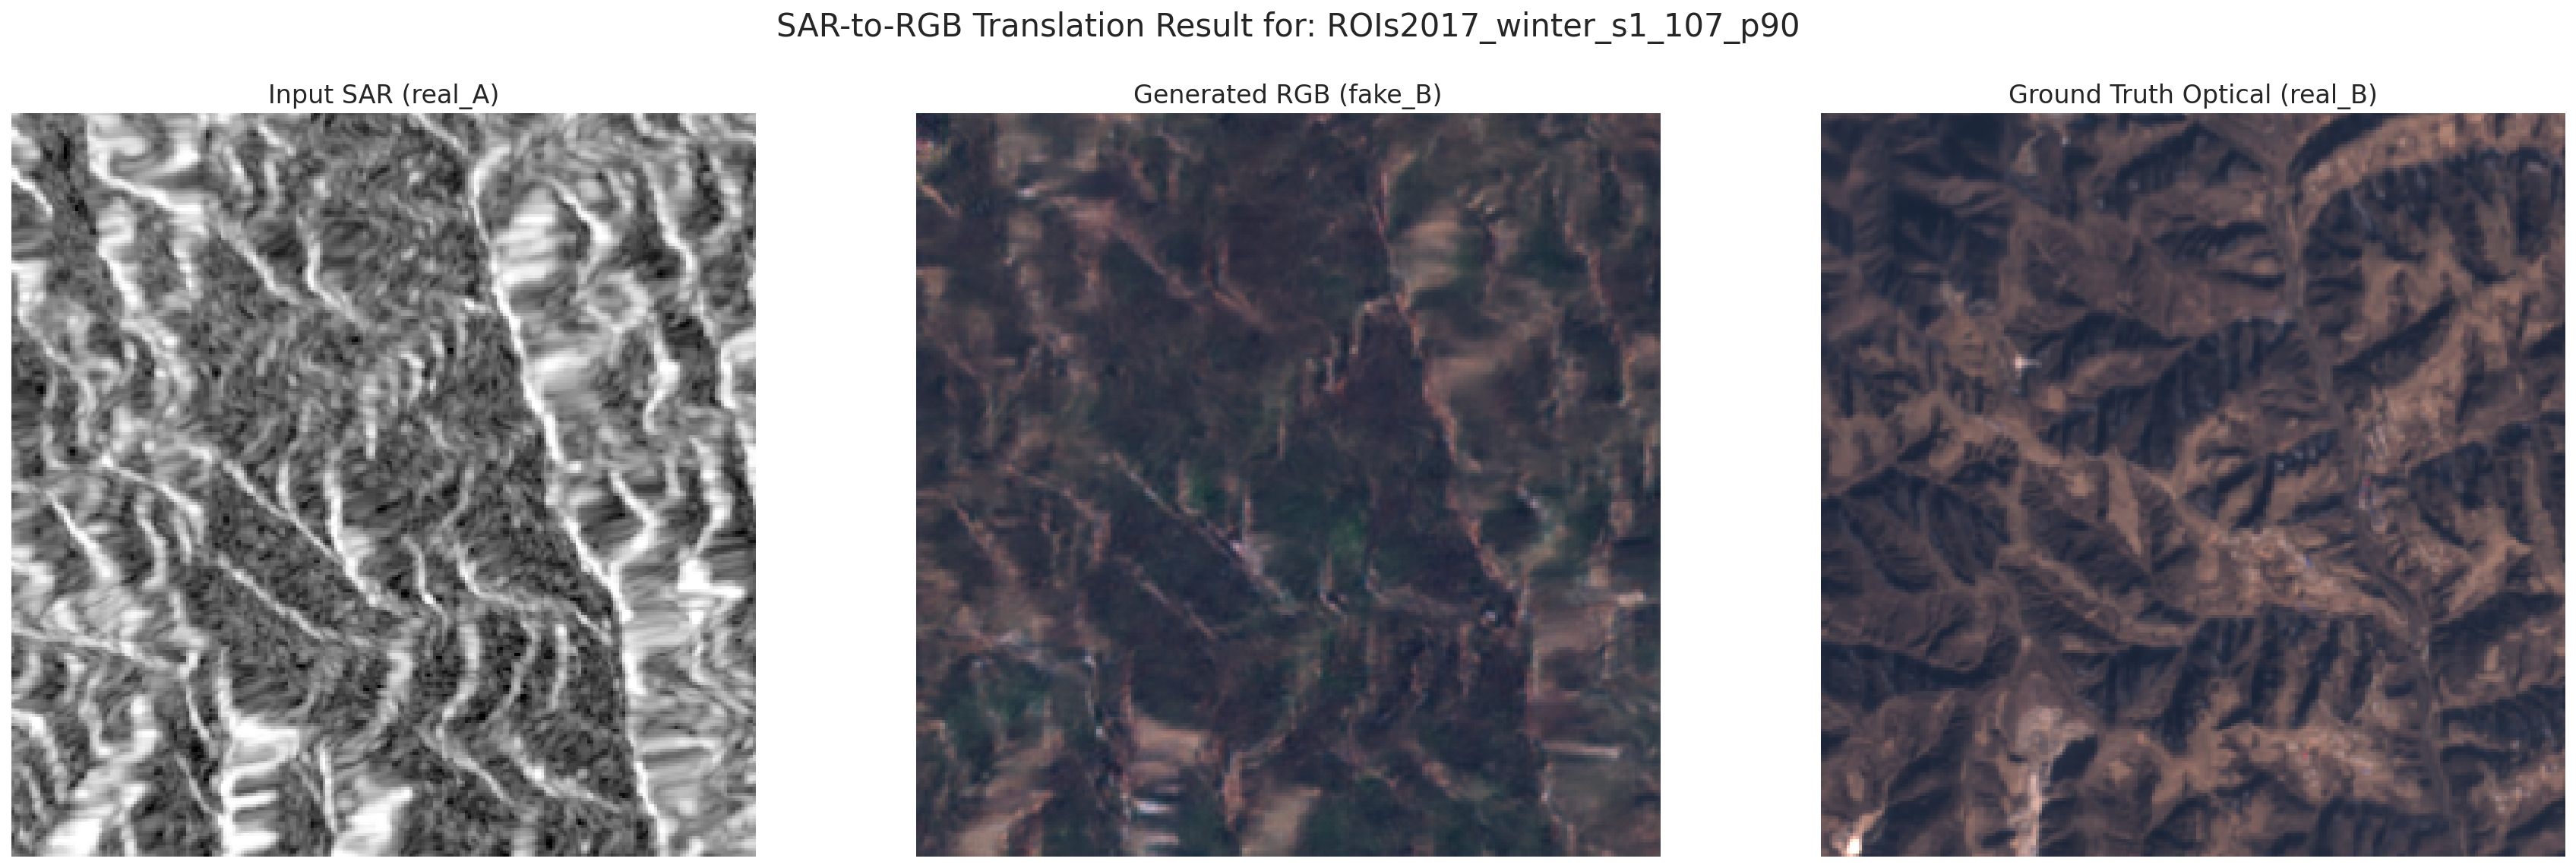 SAR-to-RGB Translation Result for: ROIs2017_winter_s1_107_p90
Input SAR (real_A)
Generated RGB (fake_B)
Ground Truth Optical (real_B)